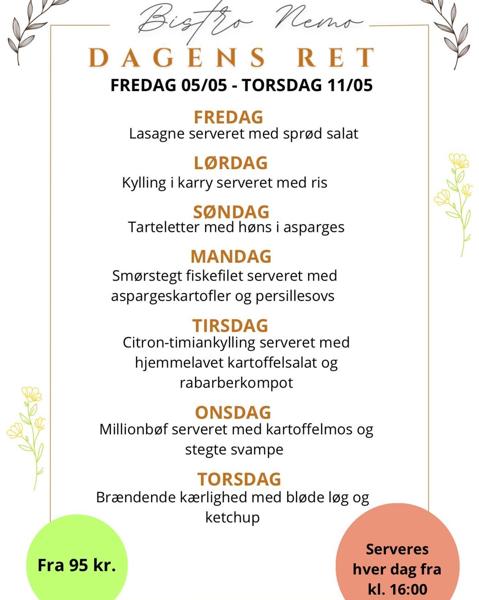 Bistro Nemo
DAGENS RET
FREDAG 05/05 - TORSDAG 11/05
FREDAG
Lasagne serveret med sprød salat
LØRDAG
Kylling i karry serveret med ris
SØNDAG
Tarteletter med høns i asparges
MANDAG
Smørstegt fiskefilet serveret med
aspargeskartofler og persillesovs
TIRSDAG
Citron-timiankylling serveret med
hjemmelavet kartoffelsalat og
rabarberkompot
ONSDAG
Millionbøf serveret med kartoffelmos og
stegte svampe
TORSDAG
Brændende kærlighed med bløde løg og
ketchup
Fra 95 kr.
Serveres
hver dag fra
kl. 16:00